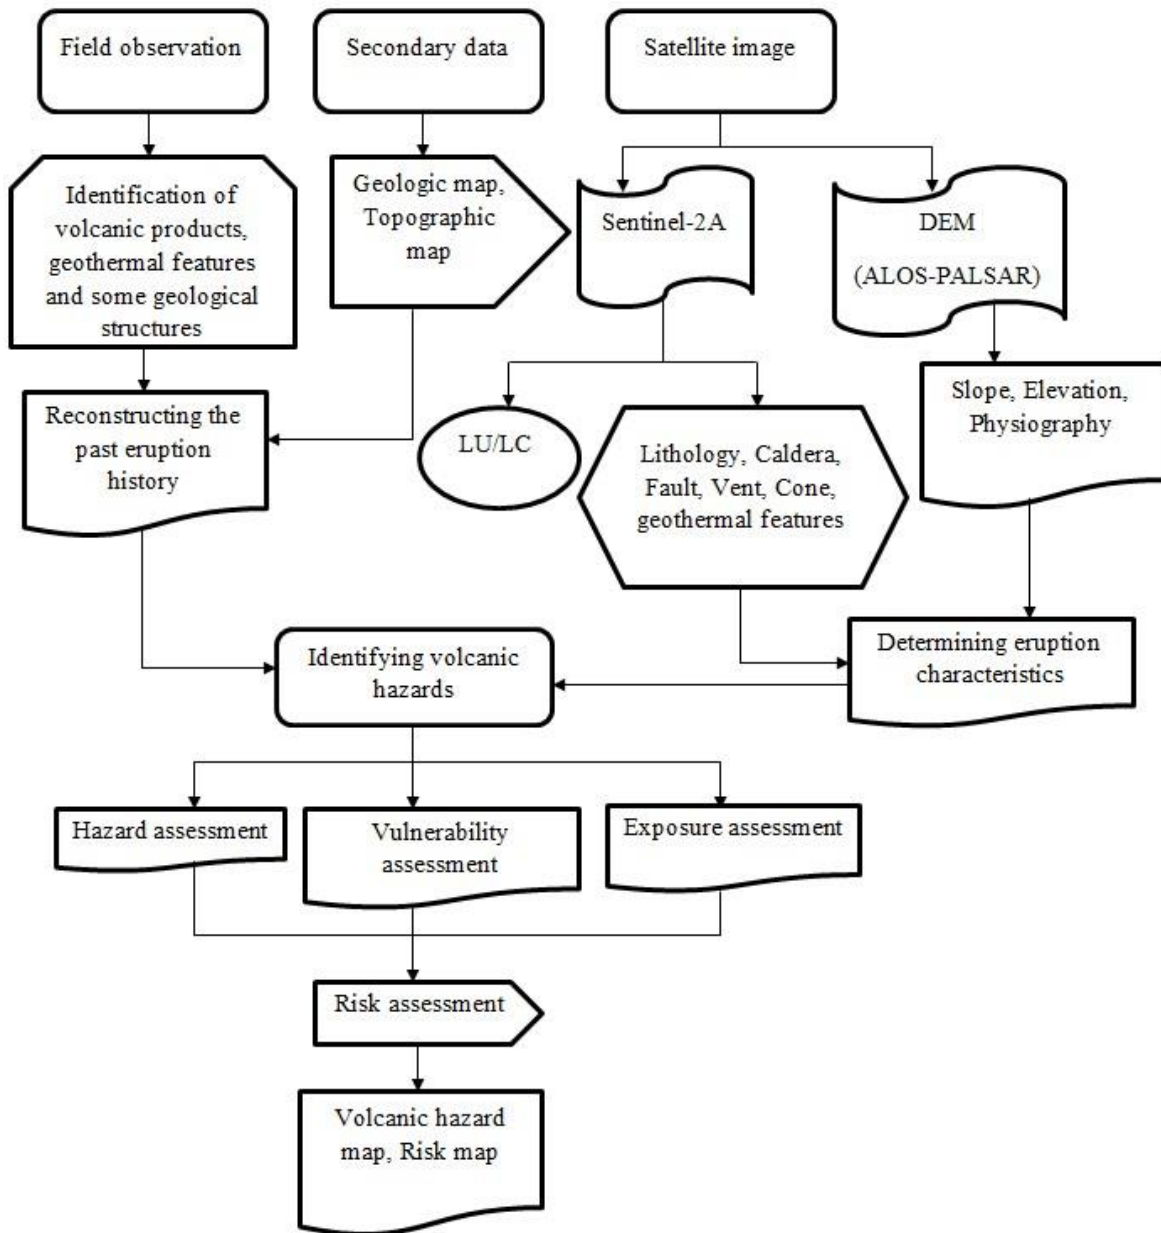 Field observation
Secondary data
Satellite image
Identification of
volcanic products,
geothermal features
and some geological
structures
Geologic map,
Topographic
map
Sentinel-2A
DEM
(ALOS-PALSAR)
Reconstructing the
past eruption
history
LU/LC
Lithology, Caldera,
Fault, Vent, Cone,
geothermal features
Slope, Elevation,
Physiography
Identifying volcanic
hazards
Determining eruption
characteristics
Hazard assessment
Vulnerability
assessment
Exposure assessment
Risk assessment
Volcanic hazard
map, Risk map